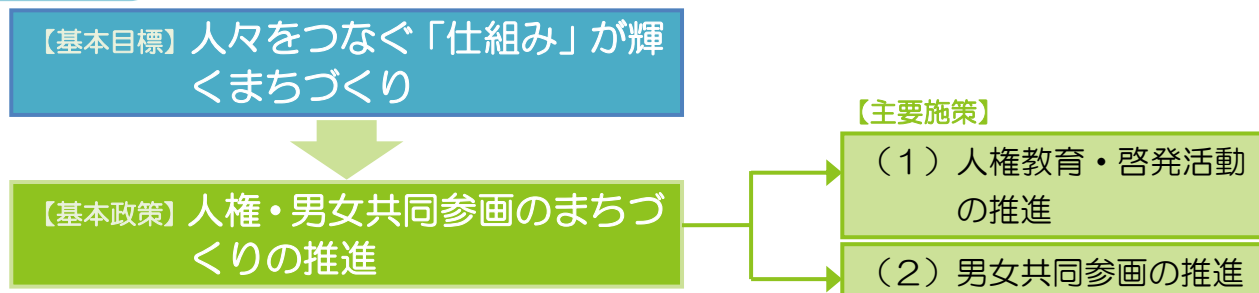 【基本目標】人々をつなぐ「仕組み」が輝
くまちづくり
【基本政策】人権・男女共同参画のまちづ
くりの推進
【主要施策】
（１）人権教育・啓発活動
の推進
（２）男女共同参画の推進